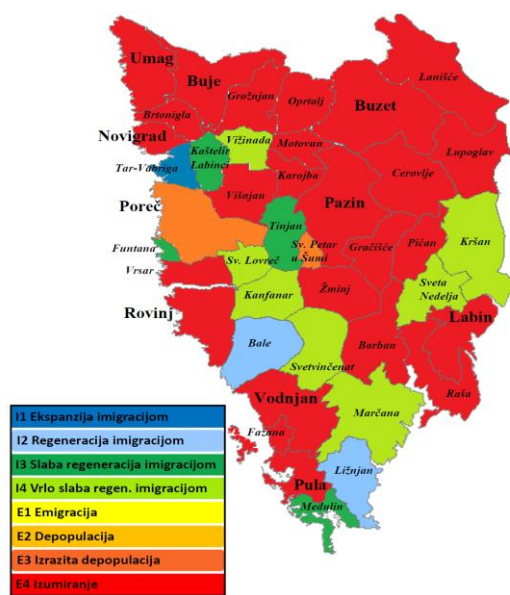 Umag
Buje
Lanišće
Grožnjan
Oprtalj
Buzet
Brtonigla
Novigrad
Kaštelir
Labinci
Vižinada
Motovun
Lupoglav
Tar-Vabriga
Karojba
Cerovlje
Višnjan
Poreč
Pazin
Tinjan
Funtana
Sv. Petar
u Šumi
Gračišće
Pićan
Kršan
Sv. Lovreč
Vrsar
Sveta
Nedelja
Kanfanar
Žminj
Rovinj
Labin
Bale
Barban
Svetvinčenat
Raša
Vodnjan
Marčana
Fažana
Ližnjan
Pula
Medulin
I1 Ekspanzija imigracijom
I2 Regeneracija imigracijom
I3 Slaba regeneracija imigracijom
I4 Vrlo slaba regen. imigracijom
E1 Emigracija
E2 Depopulacija
E3 Izrazita depopulacija
E4 Izumiranje